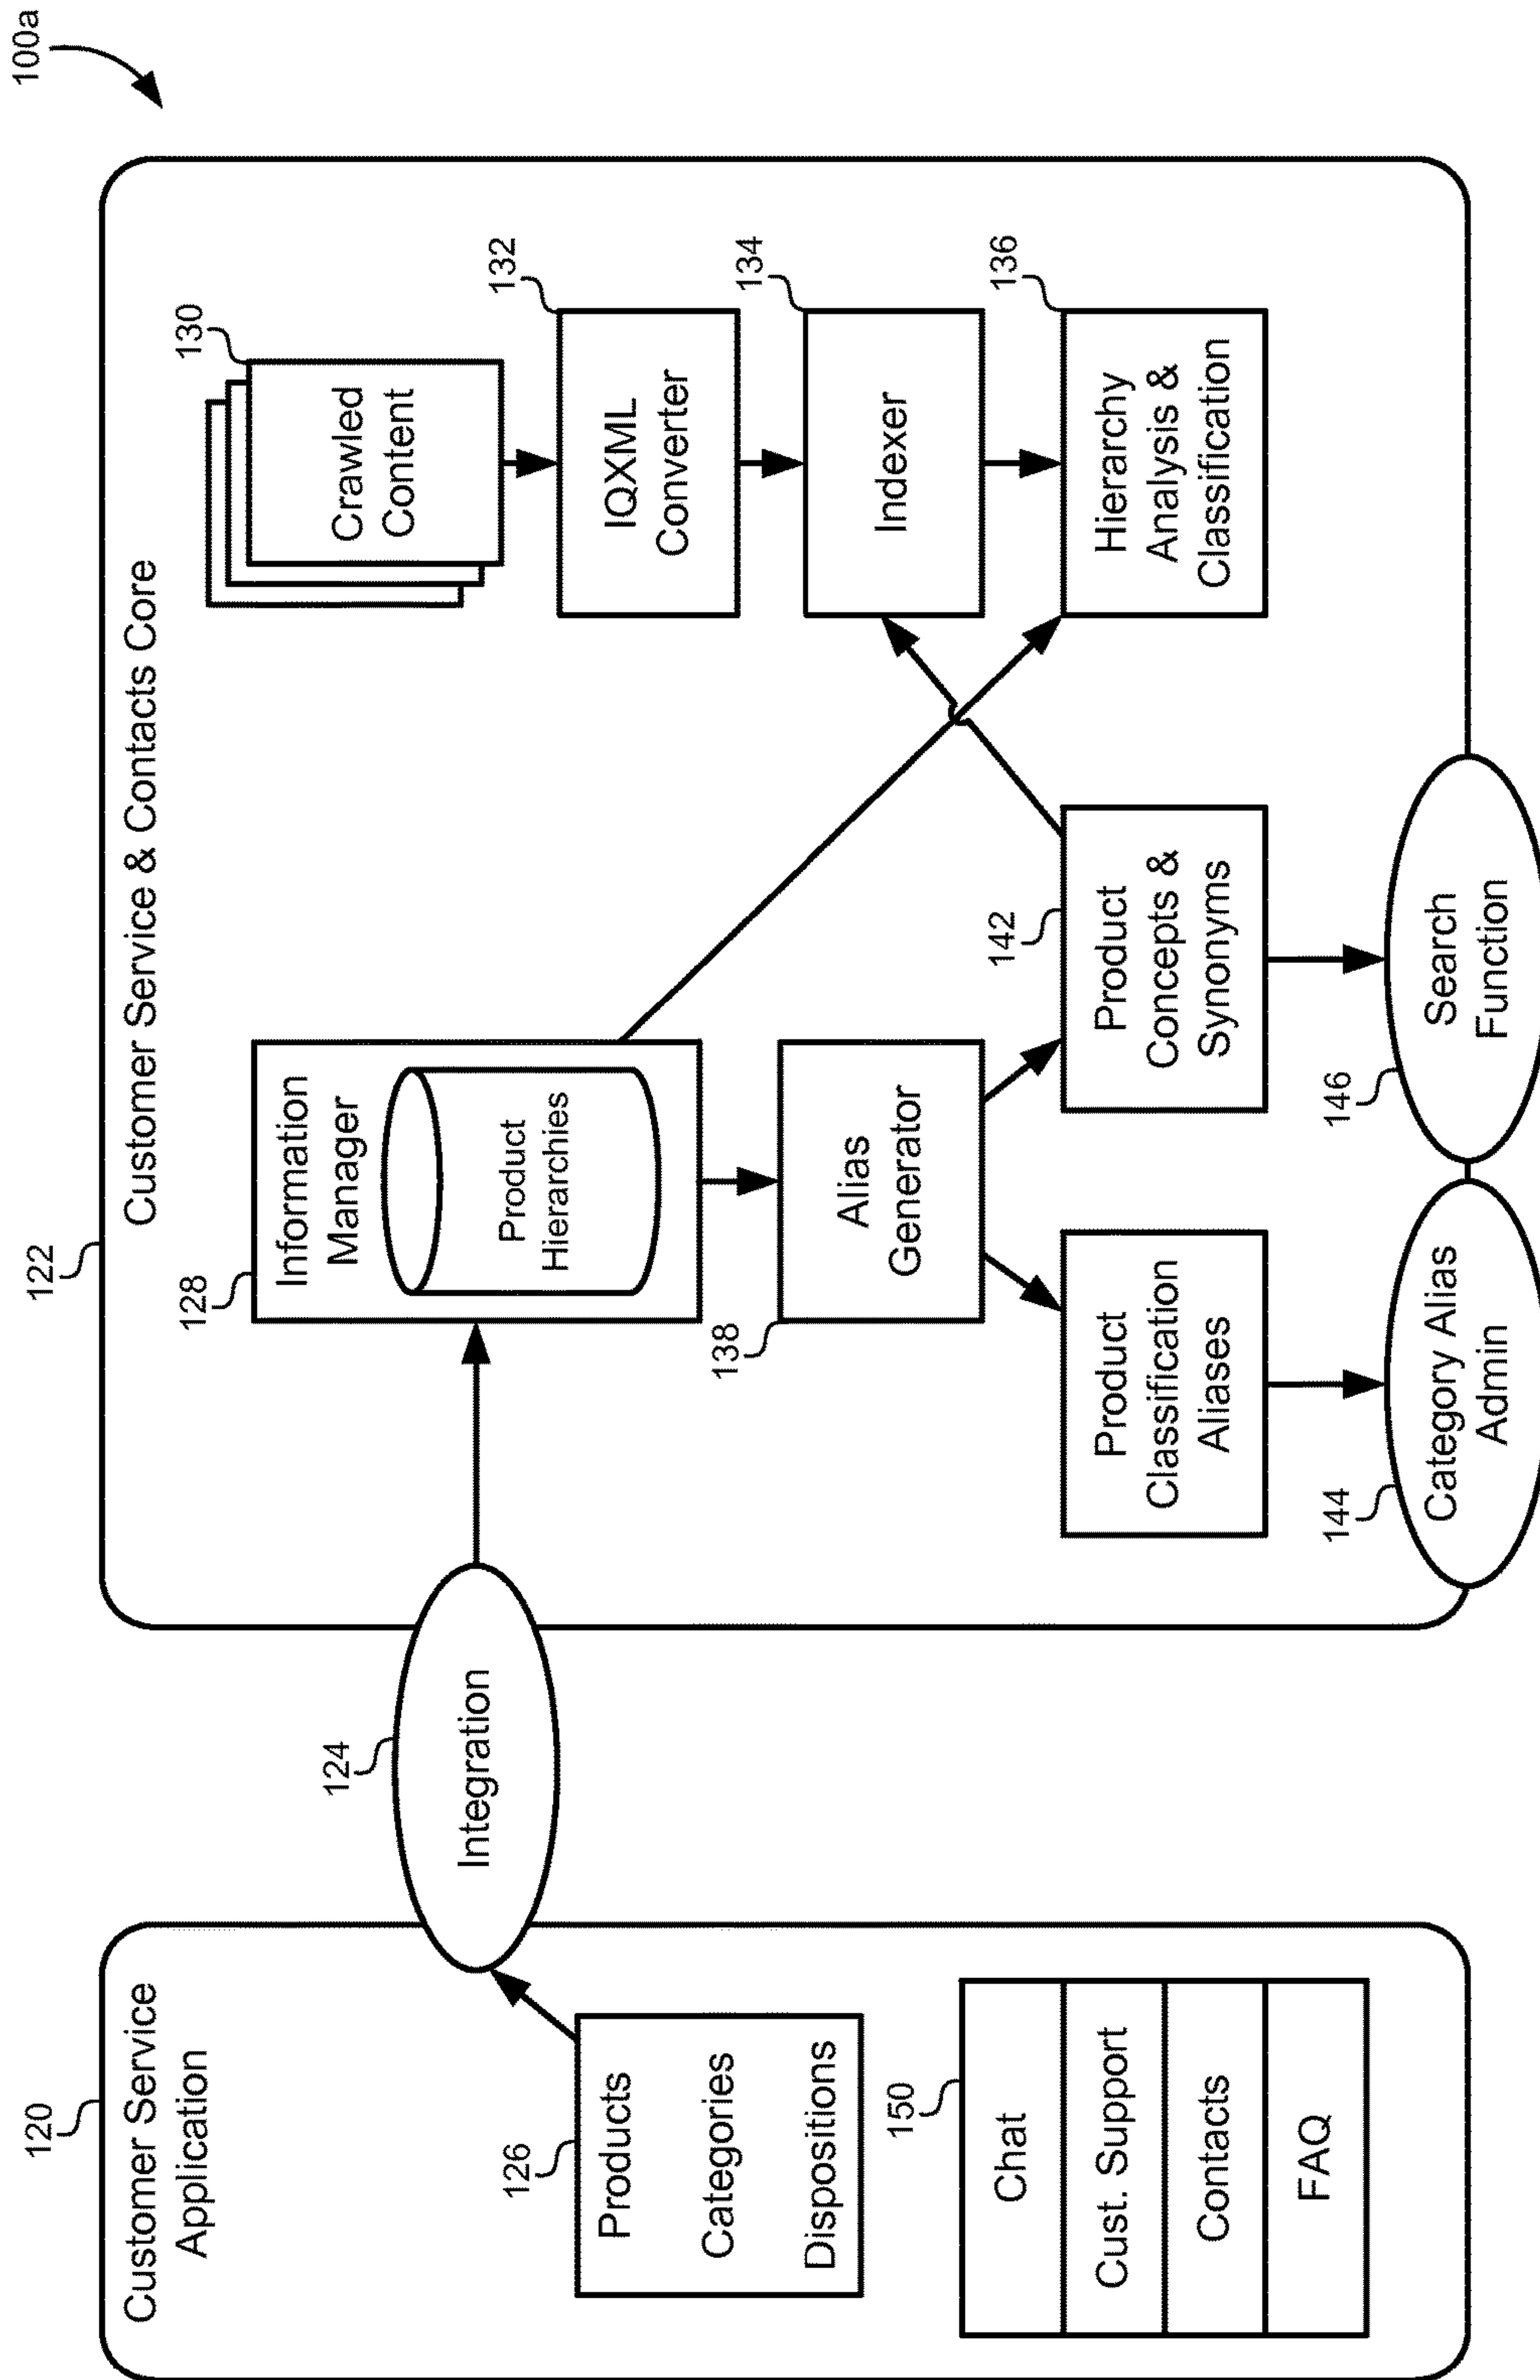 100a
120
Customer Service
Application
126
Products
Categories
Dispositions
150
Chat
Cust. Support
Contacts
FAQ
124
Integration
122
Customer Service & Contacts Core
128
Information
Manager
Product
Hierarchies
138
Alias
Generator
Product
Classification
Aliases
142
Product
Concepts &
Synonyms
144
Category Alias
Admin
146
Search
Function
130
Crawled
Content
132
IQXML
Converter
134
Indexer
136
Hierarchy
Analysis &
Classification